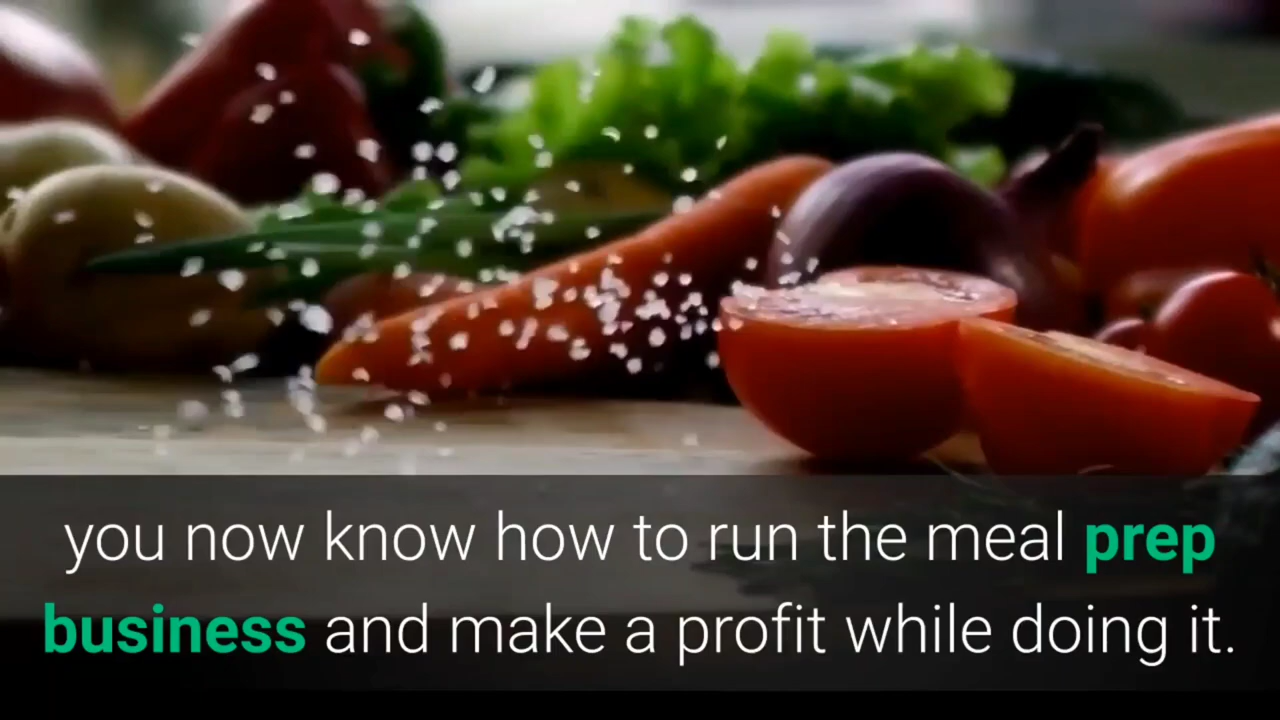 you now know how to run the meal prep
business and make a profit while doing it.